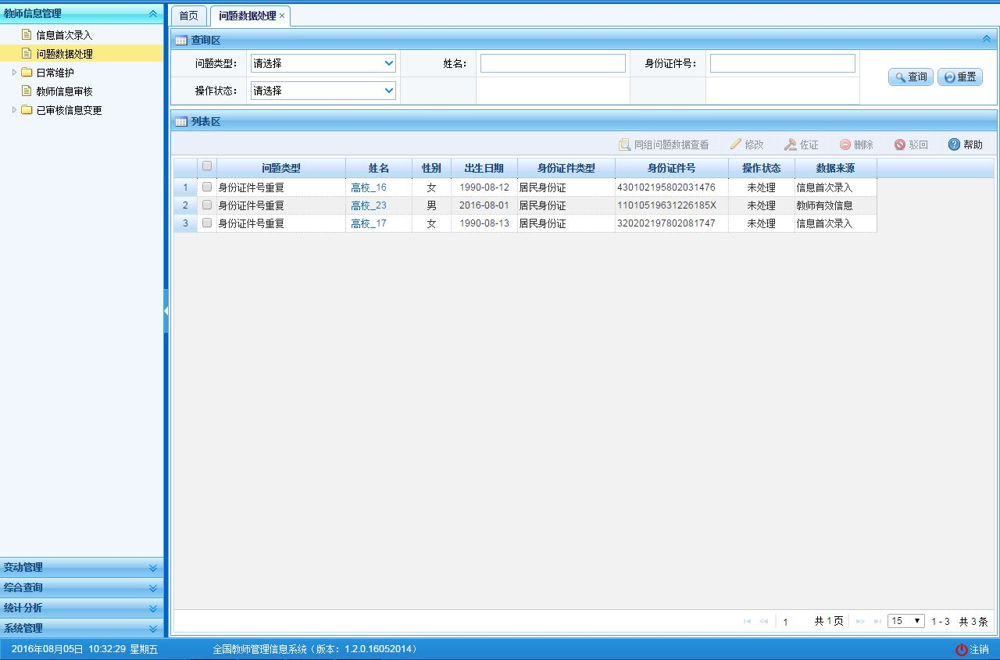 教师信息管理
信息首次录入
问题数据处理
日常维护
教师信息审核
已审核信息变更
变动管理
综合查询
统计分析
系统管理
首页 问题数据处理 ×
查询区
问题类型： 请选择 姓名： 身份证件号：
操作状态： 请选择
查询 重置
列表区
同组问题数据查看 修改 佐证 删除 驳回 帮助
问题类型 姓名 性别 出生日期 身份证件类型 身份证件号 操作状态 数据来源
1 身份证件号重复 高校_16 女 1990-08-12 居民身份证 430102195802031476 未处理 信息首次录入
2 身份证件号重复 高校_23 男 2016-08-01 居民身份证 11010519631226185X 未处理 教师有效信息
3 身份证件号重复 高校_17 女 1990-08-13 居民身份证 320202197802081747 未处理 信息首次录入
1 共 1 页 15 1 - 3 共 3 条
2016年08月05日 10:32:29 星期五 全国教师管理信息系统（版本：1.2.0.16052014） 注销